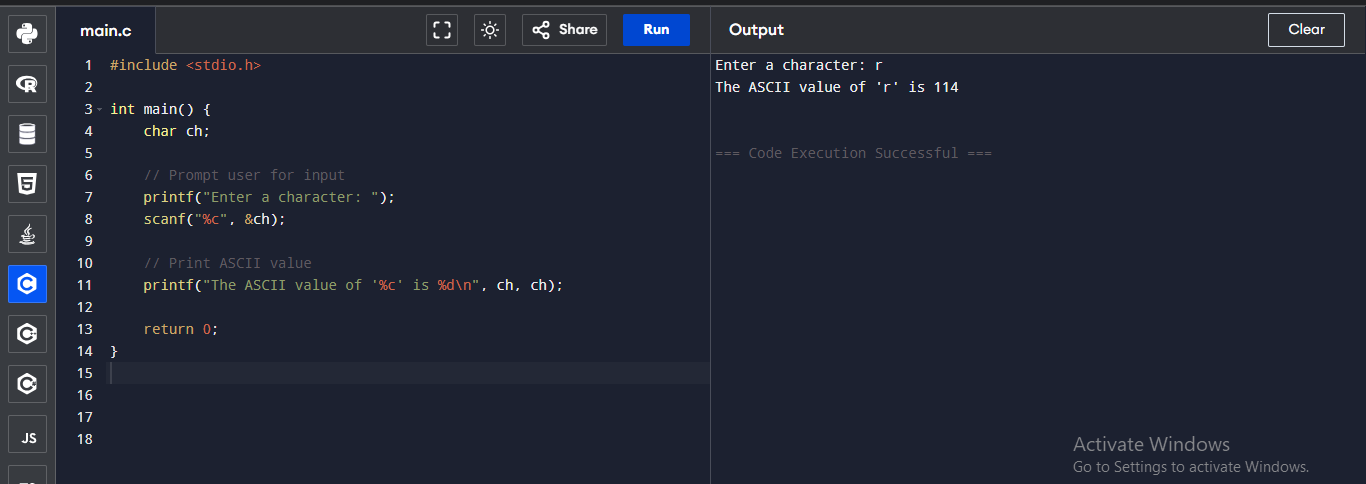 main.c
Share
Run
Output
Clear
1 #include <stdio.h>
2
3 int main() {
4     char ch;
5
6     // Prompt user for input
7     printf("Enter a character: ");
8     scanf("%c", &ch);
9
10     // Print ASCII value
11     printf("The ASCII value of '%c' is %d\n", ch, ch);
12
13     return 0;
14 }
15
16
17
18
Enter a character: r
The ASCII value of 'r' is 114
=== Code Execution Successful ===
R
5
C
C
C
JS
Activate Windows
Go to Settings to activate Windows.